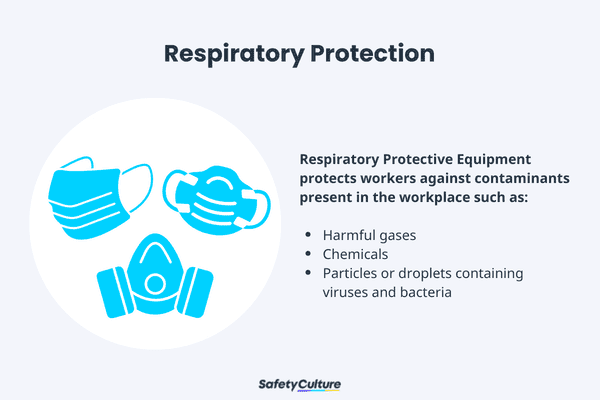 Respiratory Protection
Respiratory Protective Equipment
protects workers against contaminants
present in the workplace such as:
• Harmful gases
• Chemicals
• Particles or droplets containing
viruses and bacteria
SafetyCulture